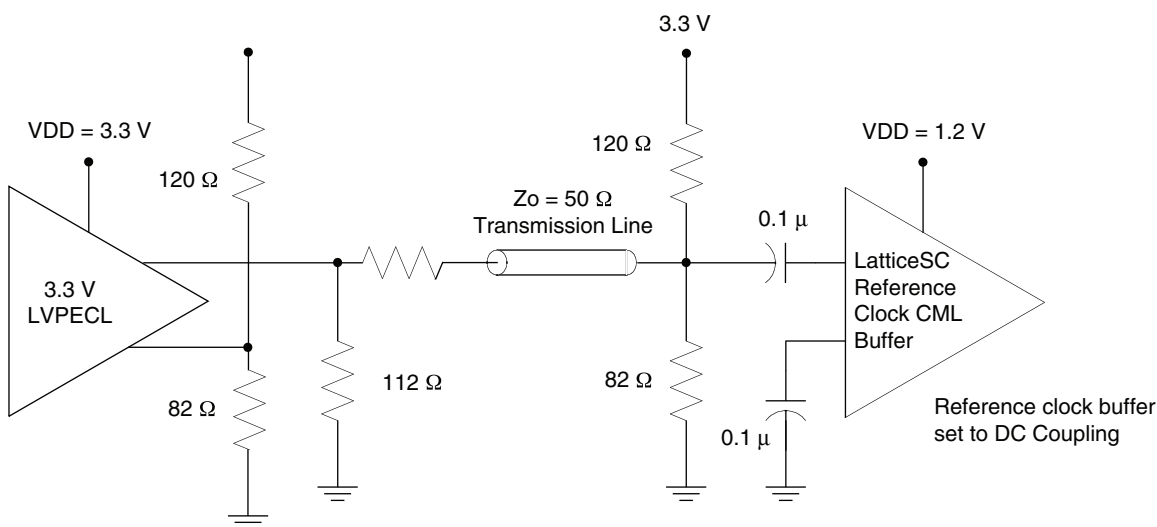 3.3 V
VDD = 3.3 V
VDD = 1.2 V
120 Ω
120 Ω
Zo = 50 Ω
Transmission Line
0.1 μ
3.3 V
LVPECL
LatticeSC
Reference
Clock CML
Buffer
82 Ω
112 Ω
82 Ω
0.1 μ
Reference clock buffer
set to DC Coupling